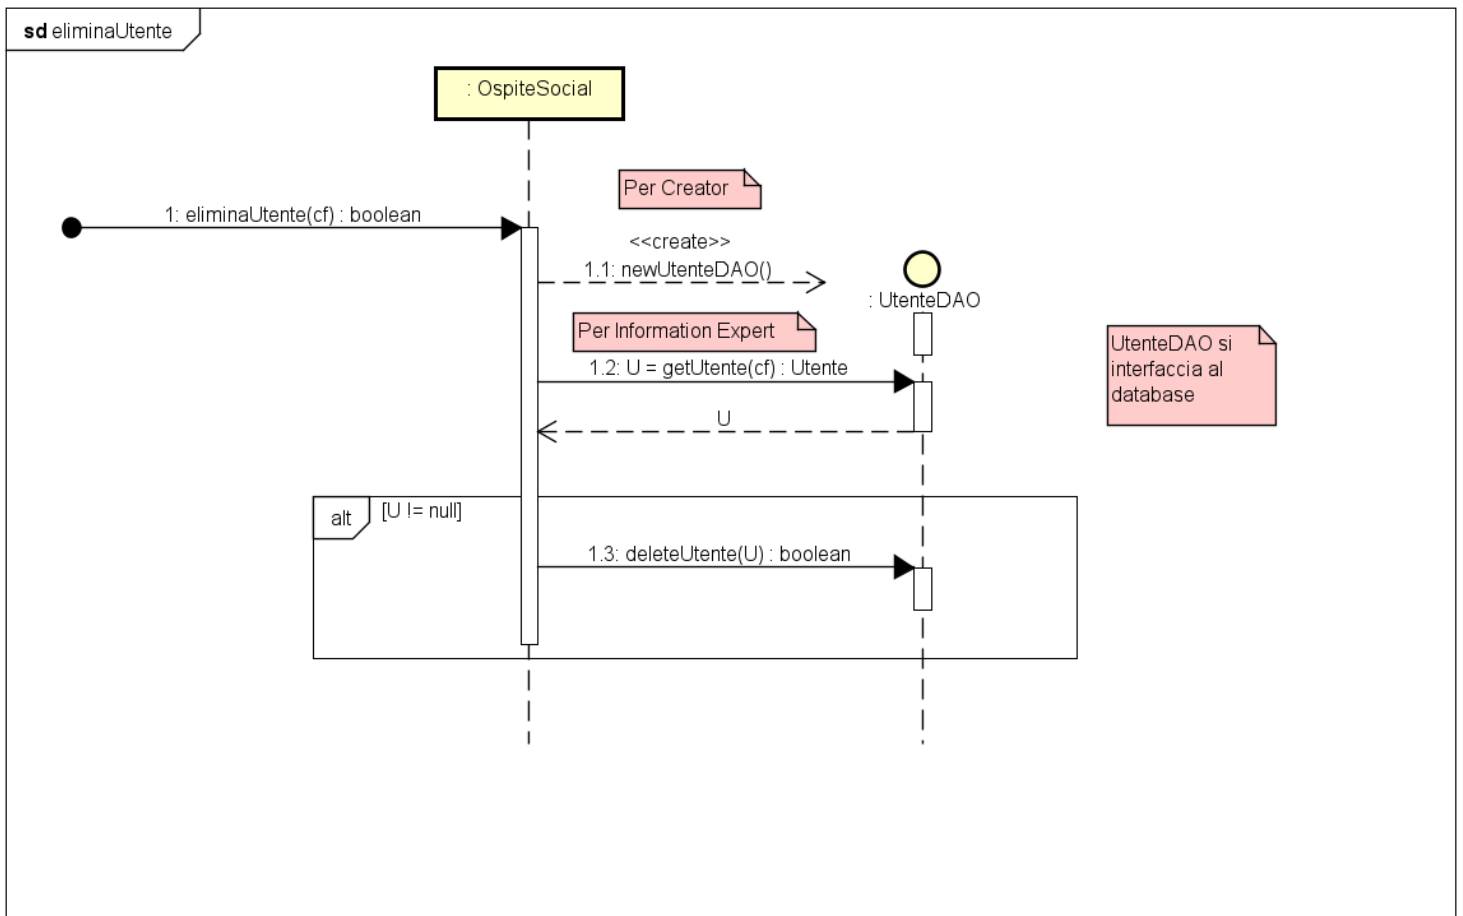 sd eliminaUtente
: OspiteSocial
Per Creator
1: eliminaUtente(cf) : boolean
<<create>>
1.1: newUtenteDAO()
: UtenteDAO
Per Information Expert
UtenteDAO si
interfaccia al
database
1.2: U = getUtente(cf) : Utente
U
alt
[U != null]
1.3: deleteUtente(U) : boolean